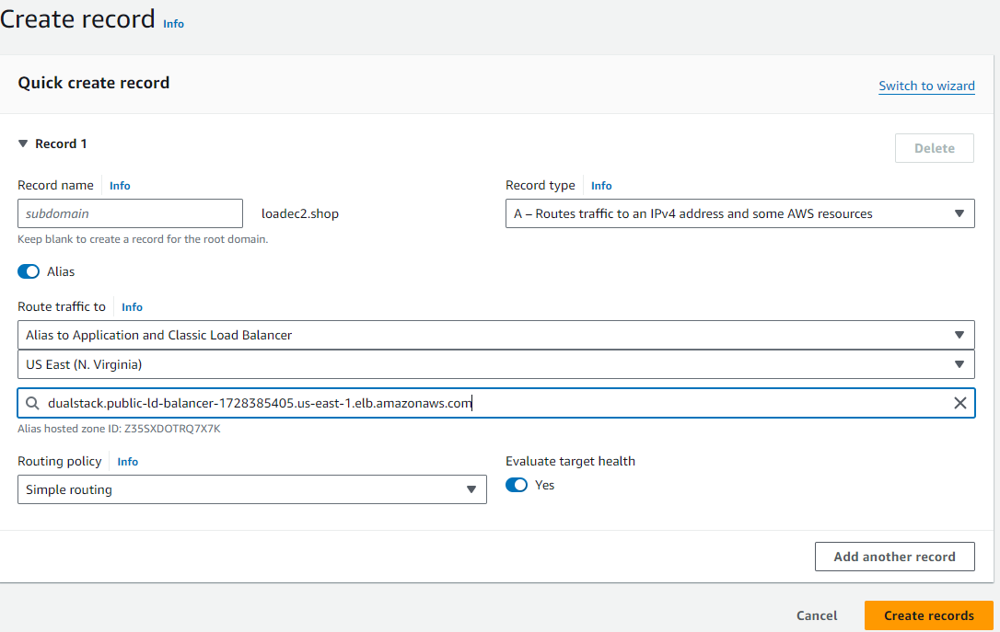 Create record Info
Quick create record
Switch to wizard
Record 1
Delete
Record name Info
Record type Info
subdomain
loadec2.shop
A – Routes traffic to an IPv4 address and some AWS resources
Keep blank to create a record for the root domain.
Alias
Route traffic to Info
Alias to Application and Classic Load Balancer
US East (N. Virginia)
dualstack.public-ld-balancer-1728385405.us-east-1.elb.amazonaws.com
Alias hosted zone ID: Z35SXDOTRQ7X7K
Routing policy Info
Evaluate target health
Simple routing
Yes
Add another record
Cancel
Create records